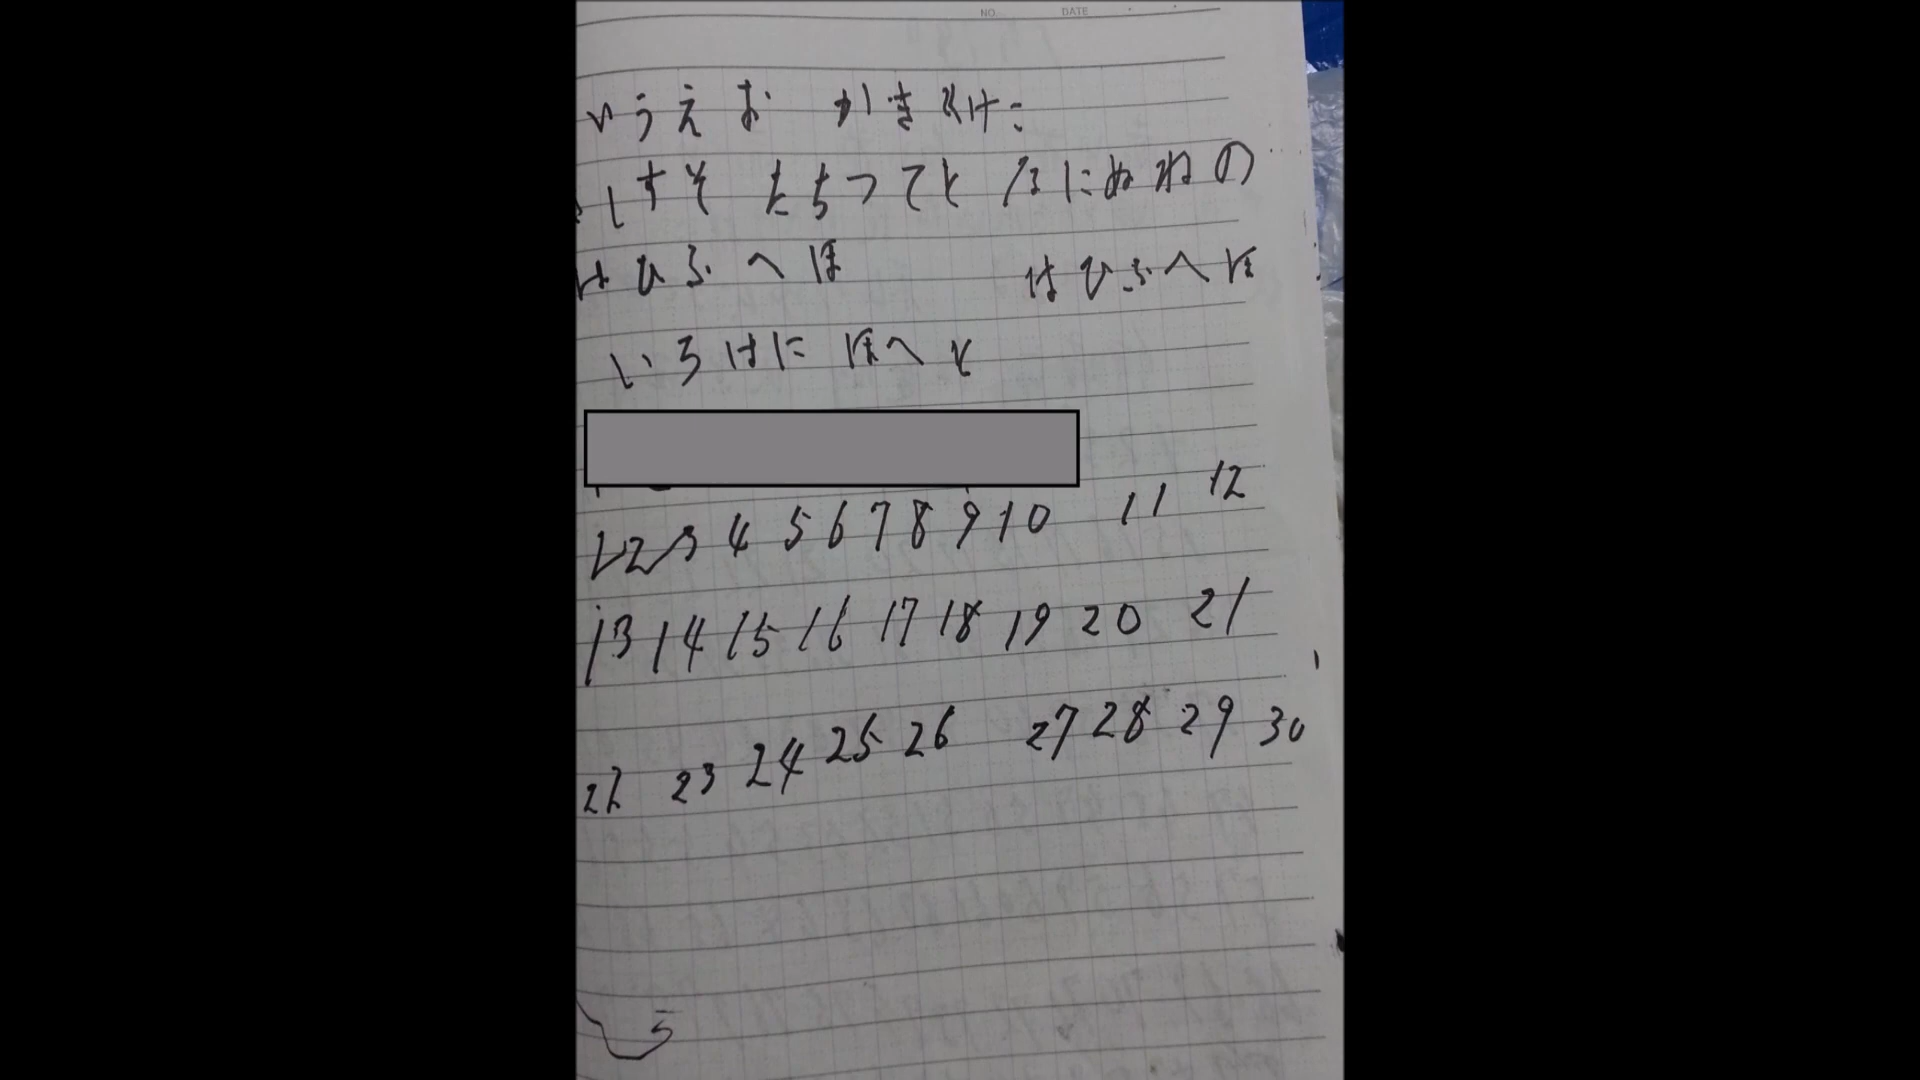 NO. DATE
いうえお かきくけこ
しすそ たちつてと なにぬねの
はひふへほ はひふへほ
いろはにほへと
1 2 3 4 5 6 7 8 9 10 11 12
13 14 15 16 17 18 19 20 21
22 23 24 25 26 27 28 29 30
5